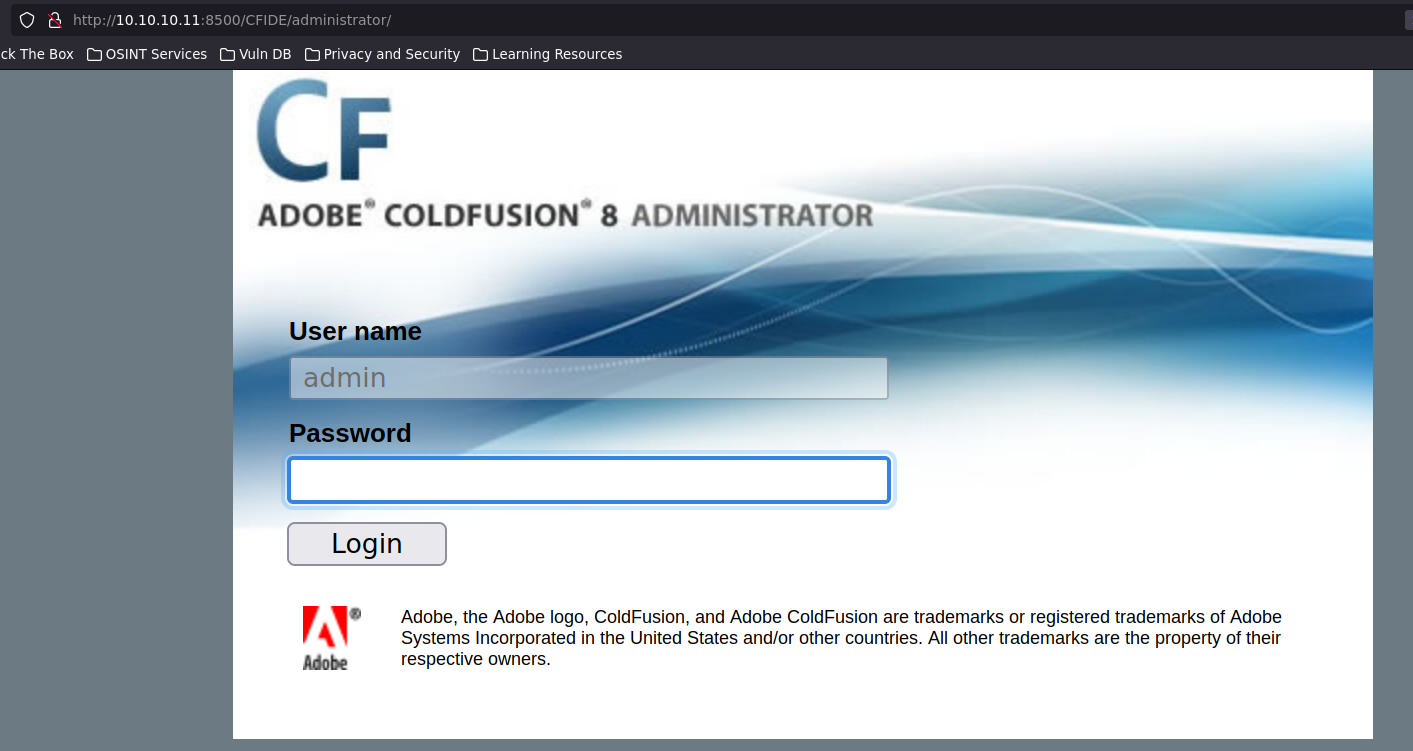 http://10.10.10.11:8500/CFIDE/administrator/
ck The Box OSINT Services Vuln DB Privacy and Security Learning Resources
CF
ADOBE® COLDFUSION® 8 ADMINISTRATOR
User name
admin
Password
Login
Adobe, the Adobe logo, ColdFusion, and Adobe ColdFusion are trademarks or registered trademarks of Adobe
Systems Incorporated in the United States and/or other countries. All other trademarks are the property of their
respective owners.
®
Adobe